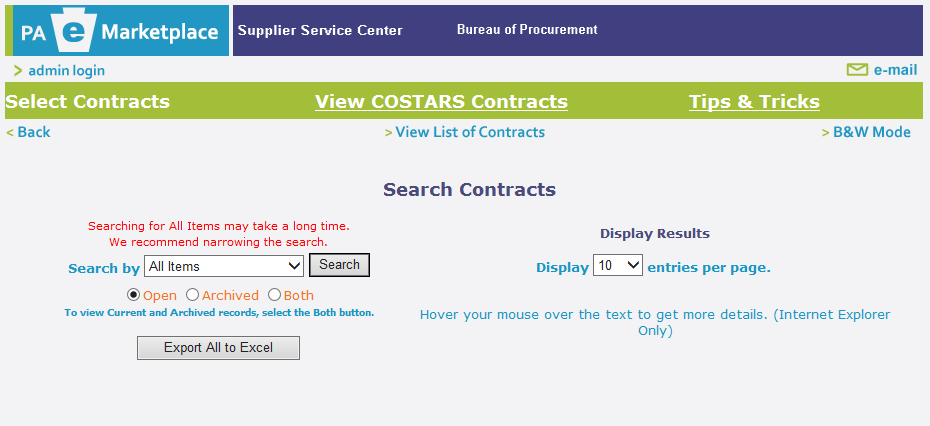 PA e Marketplace
Supplier Service Center
Bureau of Procurement
> admin login
e-mail
Select Contracts
View COSTARS Contracts
Tips & Tricks
< Back
> View List of Contracts
> B&W Mode
Search Contracts
Searching for All Items may take a long time.
We recommend narrowing the search.
Search by All Items Search
Open Archived Both
To view Current and Archived records, select the Both button.
Export All to Excel
Display Results
Display 10 entries per page.
Hover your mouse over the text to get more details. (Internet Explorer
Only)